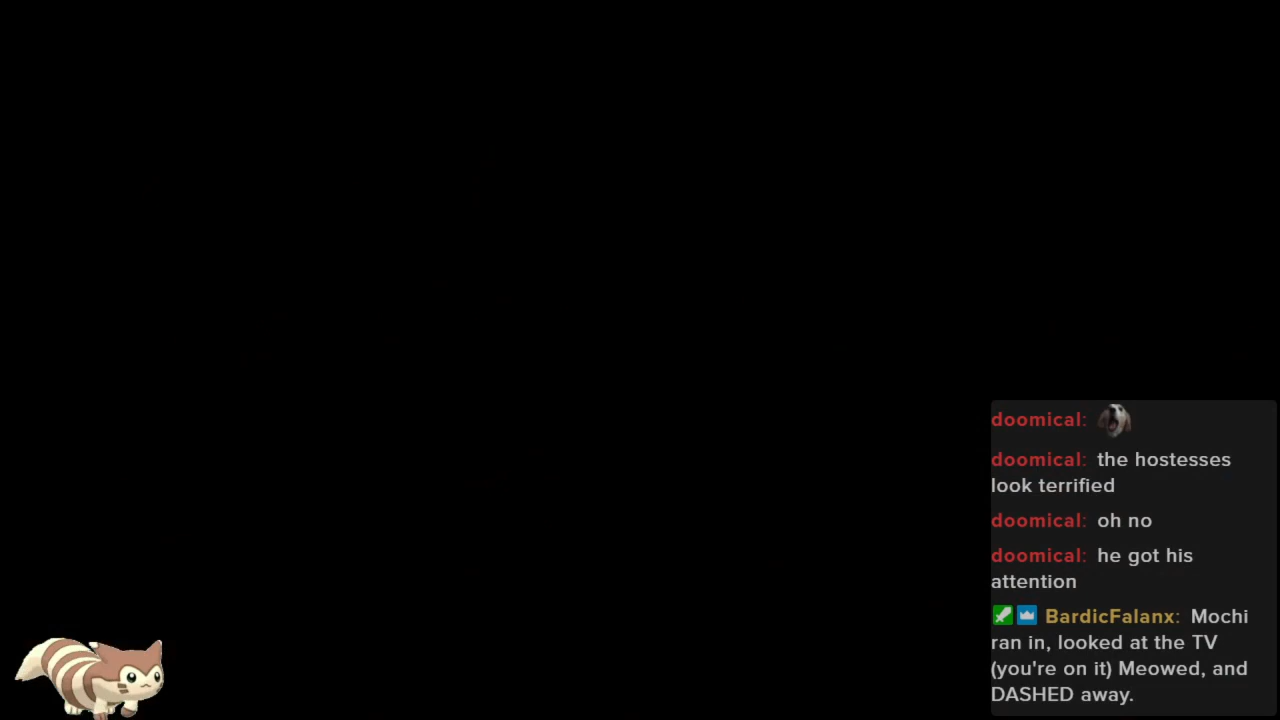 doomical:
doomical: the hostesses
look terrified
doomical: oh no
doomical: he got his
attention
BardicFalanx: Mochi
ran in, looked at the TV
(you're on it) Meowed, and
DASHED away.